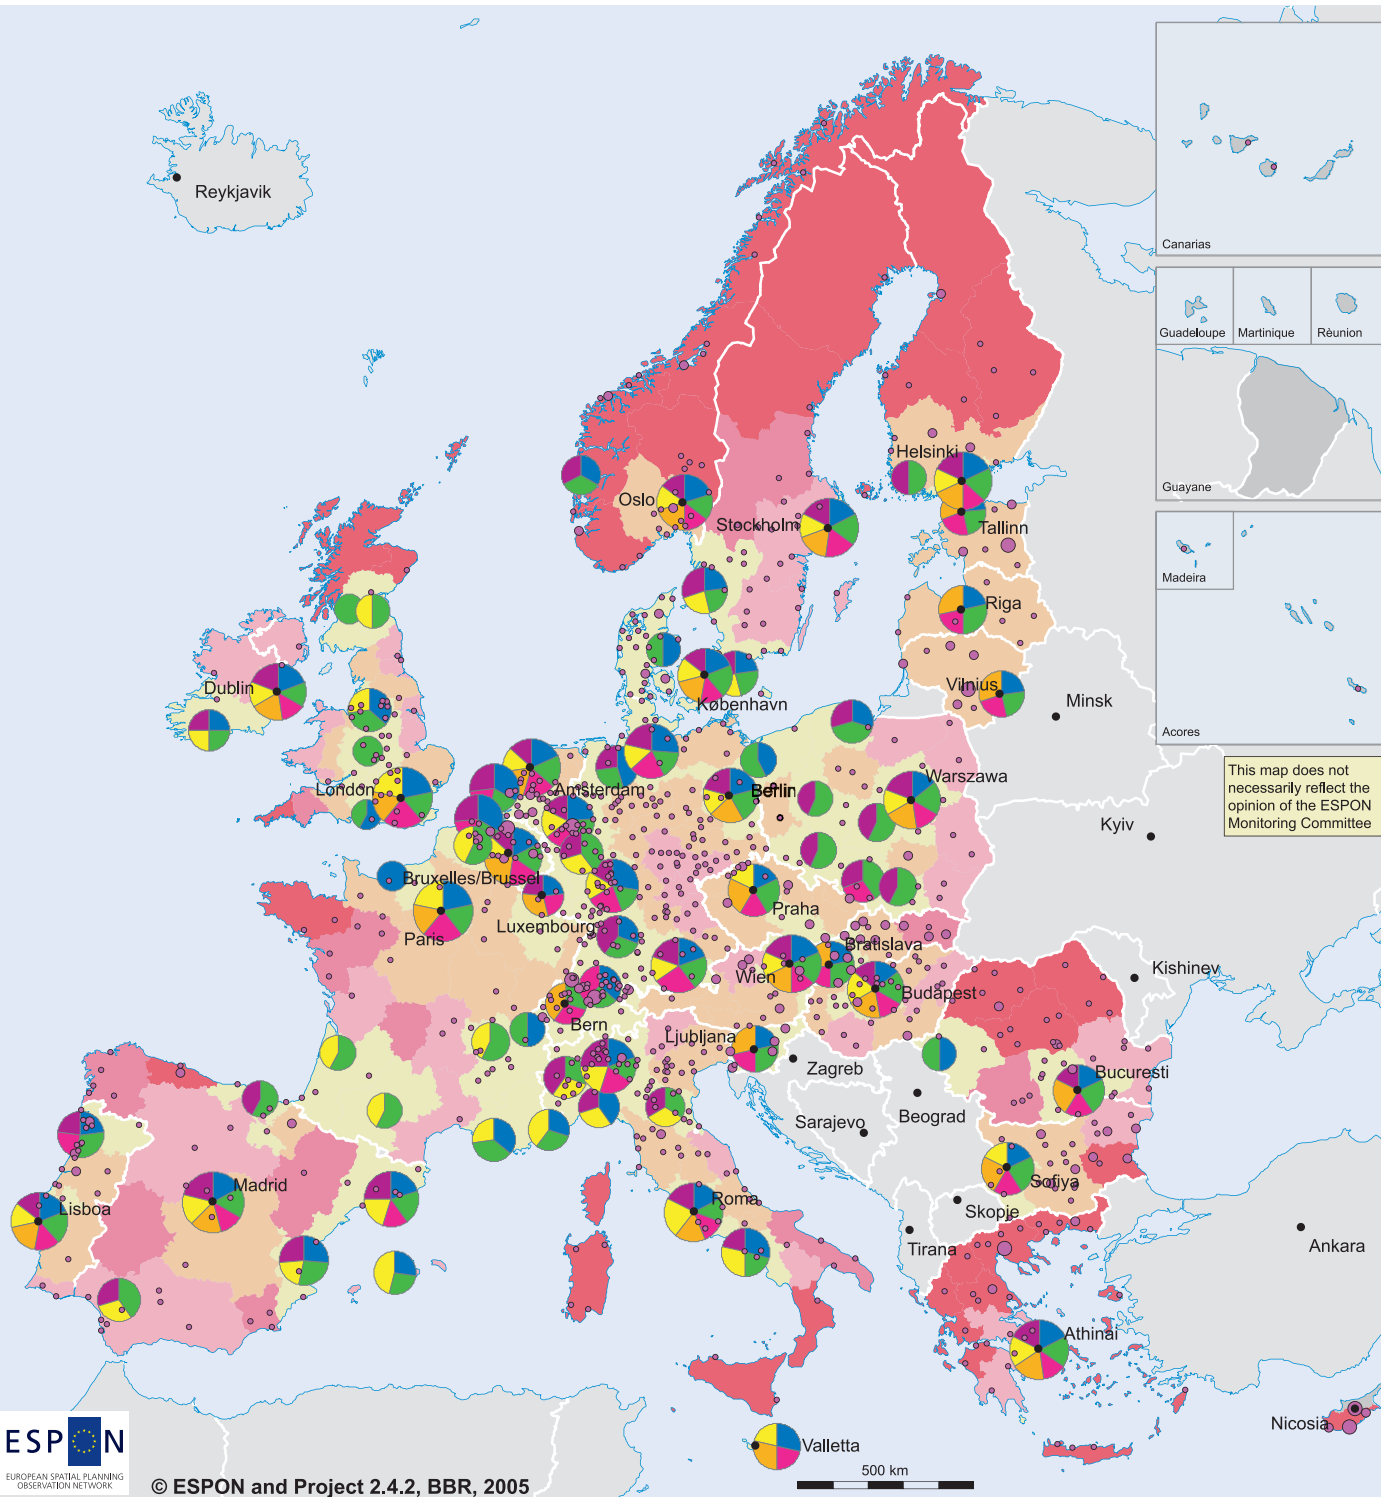 Reykjavik
Canarias
Guadeloupe
Martinique
Rèunion
Guayane
Madeira
Acores
Helsinki
Oslo
Stockholm
Tallinn
Riga
Dublin
Vilnius
Minsk
København
This map does not
necessarily reflect the
opinion of the ESPON
Monitoring Committee
London
Amsterdam
Berlin
Warszawa
Kyiv
Bruxelles/Brussel
Praha
Luxembourg
Paris
Bratislava
Wien
Kishinev
Budapest
Bern
Ljubljana
Zagreb
Bucuresti
Beograd
Sarajevo
Madrid
Lisboa
Roma
Sofiya
Skopje
Tirana
Ankara
Athinai
Nicosia
Valletta
500 km
ESPON
EUROPEAN SPATIAL PLANNING
OBSERVATION NETWORK
© ESPON and Project 2.4.2, BBR, 2005